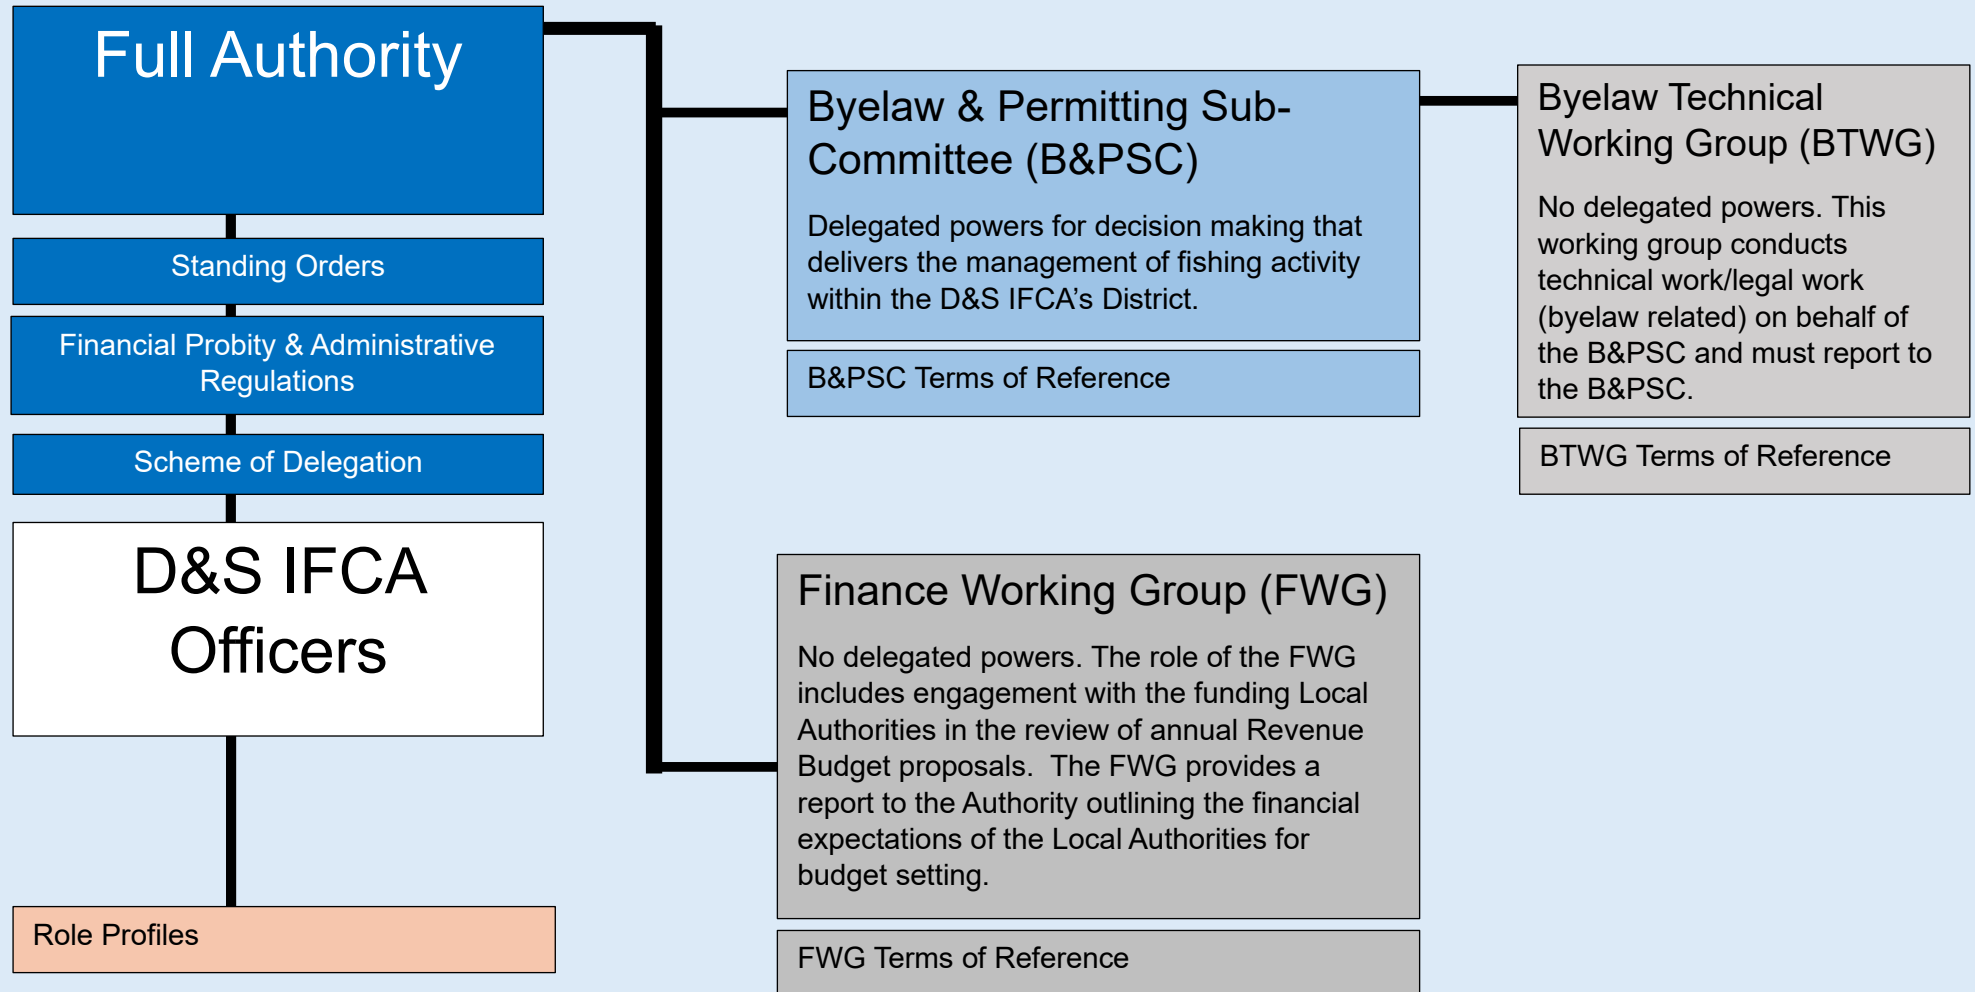 Full Authority
Standing Orders
Financial Probity & Administrative
Regulations
Scheme of Delegation
D&S IFCA
Officers
Role Profiles
Byelaw & Permitting Sub-
Committee (B&PSC)
Delegated powers for decision making that
delivers the management of fishing activity
within the D&S IFCA’s District.
B&PSC Terms of Reference
Byelaw Technical
Working Group (BTWG)
No delegated powers. This
working group conducts
technical work/legal work
(byelaw related) on behalf of
the B&PSC and must report to
the B&PSC.
BTWG Terms of Reference
Finance Working Group (FWG)
No delegated powers. The role of the FWG
includes engagement with the funding Local
Authorities in the review of annual Revenue
Budget proposals.  The FWG provides a
report to the Authority outlining the financial
expectations of the Local Authorities for
budget setting.
FWG Terms of Reference